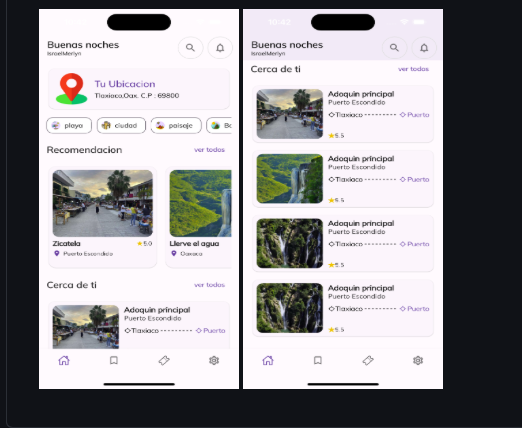 Buenas noches
IsraelMerlyn
Tu Ubicacion
Tlaxiaco,Oax. C.P : 69800
playa
ciudad
paisaje
Recomendacion
ver todos
Zicatela
5.0
Puerto Escondido
Llerve el agua
Oaxaca
Cerca de ti
ver todos
Adoquin principal
Puerto Escondido
Tlaxiaco ---------- Puerto
Buenas noches
IsraelMerlyn
Cerca de ti
ver todos
Adoquin principal
Puerto Escondido
Tlaxiaco ---------- Puerto
5.5
Adoquin principal
Puerto Escondido
Tlaxiaco ---------- Puerto
5.5
Adoquin principal
Puerto Escondido
Tlaxiaco ---------- Puerto
5.5
Adoquin principal
Puerto Escondido
Tlaxiaco ---------- Puerto
5.5